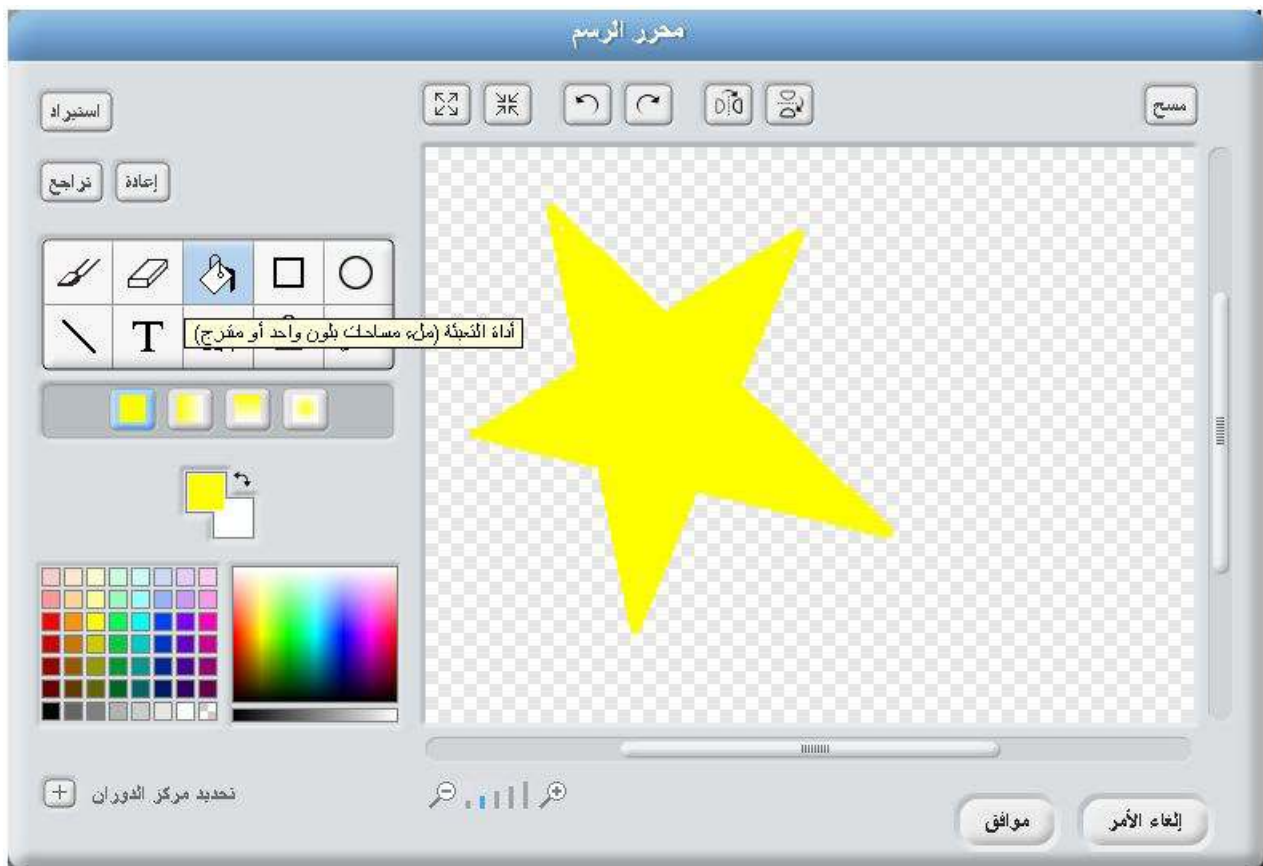 محرر الرسم
استيراد
مسح
تراجع
إعادة
T
أداة التعبئة (ملء مساحات بلون واحد أو متدرج)
تحديد مركز الدوران
موافق
إلغاء الأمر